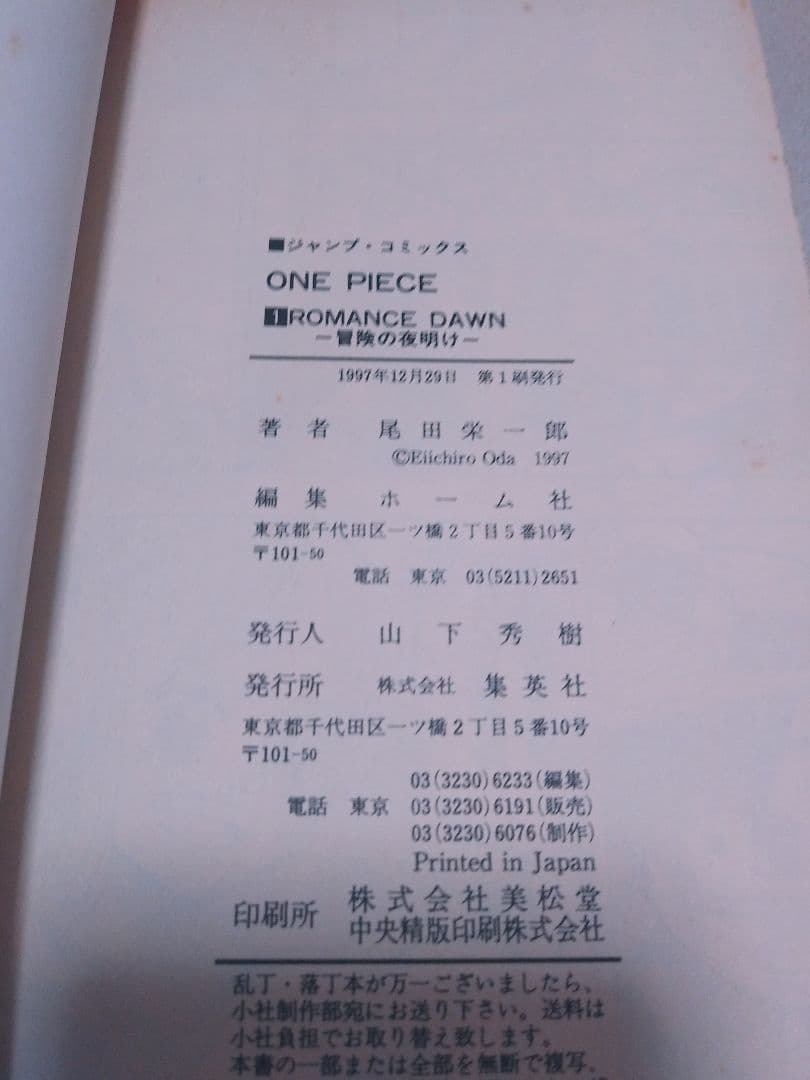 ■ジャンプ・コミックス
ONE PIECE
1 ROMANCE DAWN
―冒険の夜明け―
1997年12月29日 第1刷発行
著者 尾田栄一郎
©Eiichiro Oda 1997
編集 ホーム社
東京都千代田区一ツ橋2丁目5番10号
〒101-50
電話 東京 03(5211)2651
発行人 山下秀樹
発行所 株式会社 集英社
東京都千代田区一ツ橋2丁目5番10号
〒101-50
03(3230)6233(編集)
電話 東京 03(3230)6191(販売)
03(3230)6076(制作)
Printed in Japan
印刷所 株式会社美松堂
中央精版印刷株式会社
乱丁・落丁本が万一ございましたら、
小社制作部宛にお送り下さい。送料は
小社負担でお取り替え致します。
本書の一部または全部を無断で複写、